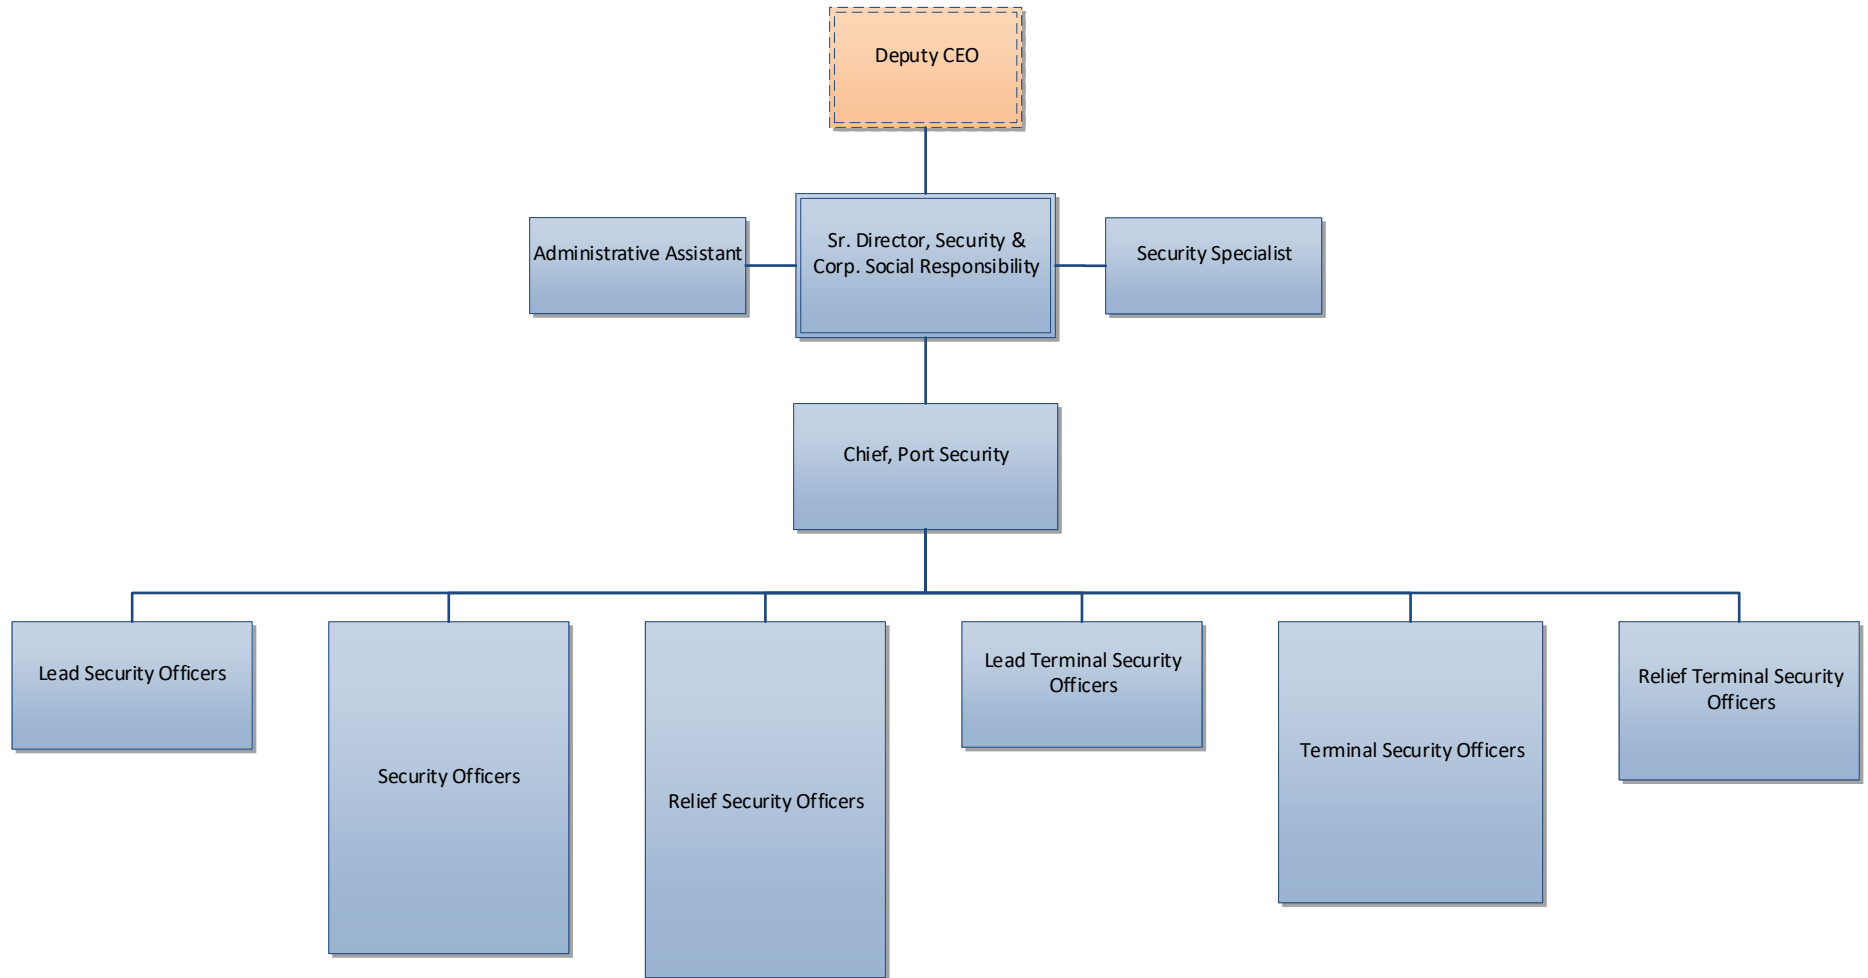 Deputy CEO
Administrative Assistant
Sr. Director, Security &
Corp. Social Responsibility
Security Specialist
Chief, Port Security
Lead Security Officers
Security Officers
Relief Security Officers
Lead Terminal Security
Officers
Terminal Security Officers
Relief Terminal Security
Officers